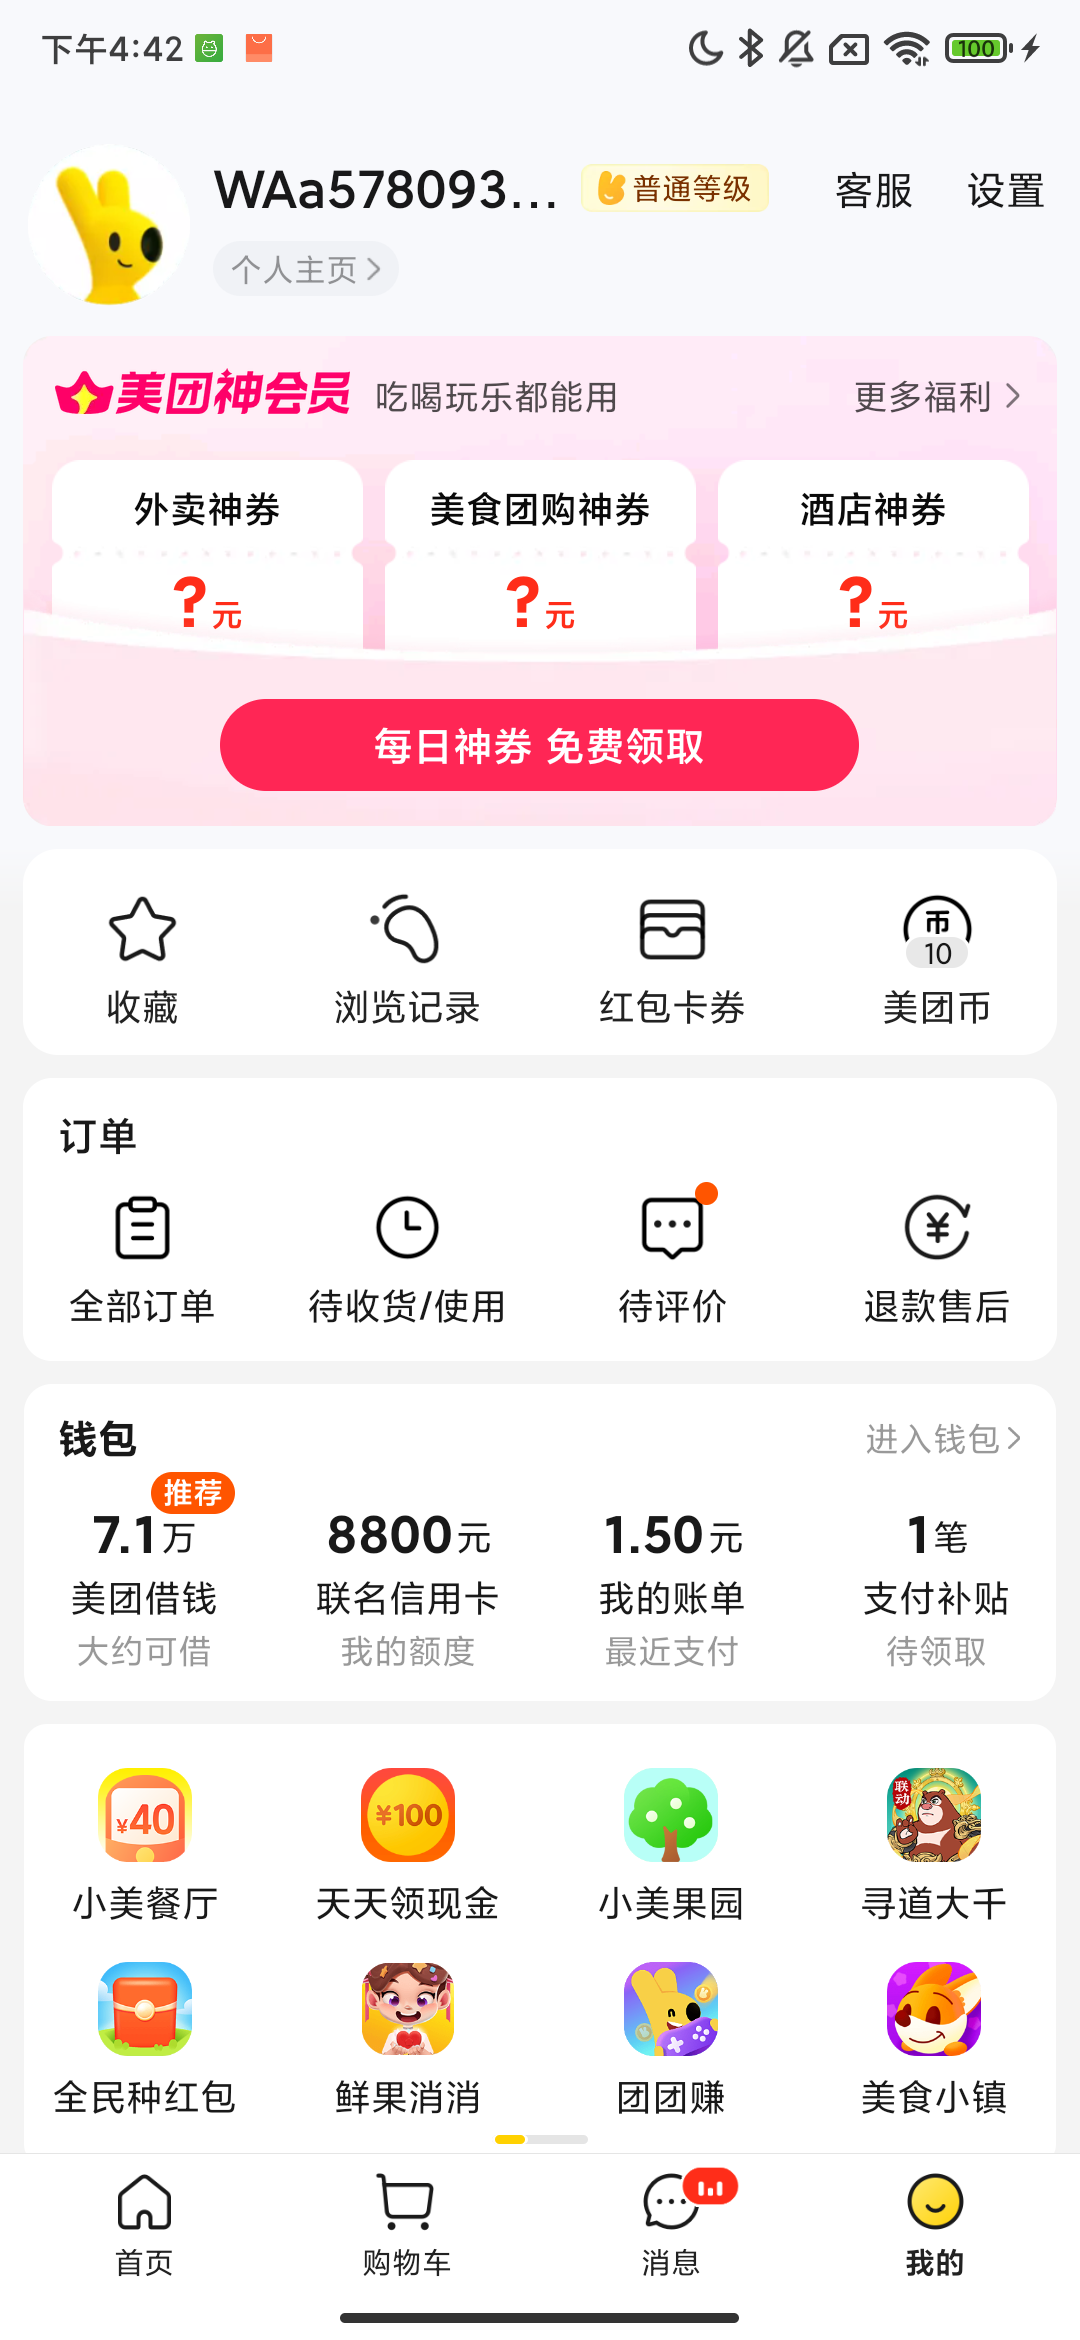 下午4:42
100
WAa578093...
普通等级
客服
设置
个人主页
美团神会员
吃喝玩乐都能用
更多福利
外卖神券
美食团购神券
酒店神券
?元
?元
?元
每日神券 免费领取
币
10
收藏
浏览记录
红包卡券
美团币
订单
¥
全部订单
待收货/使用
待评价
退款售后
钱包
进入钱包
推荐
7.1万
8800元
1.50元
1笔
美团借钱
联名信用卡
我的账单
支付补贴
大约可借
我的额度
最近支付
待领取
¥40
¥100
联动
小美餐厅
天天领现金
小美果园
寻道大千
全民种红包
鲜果消消
团团赚
美食小镇
首页
购物车
消息
我的